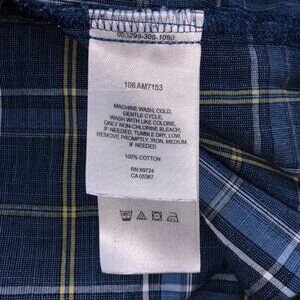 106 AM7153
MACHINE WASH, COLD,
GENTLE CYCLE,
WASH WITH LIKE COLORS,
ONLY NON-CHLORINE BLEACH,
IF NEEDED, TUMBLE DRY, LOW,
REMOVE PROMPTLY, IRON, MEDIUM,
IF NEEDED
100% COTTON
RN 69724
CA 05367